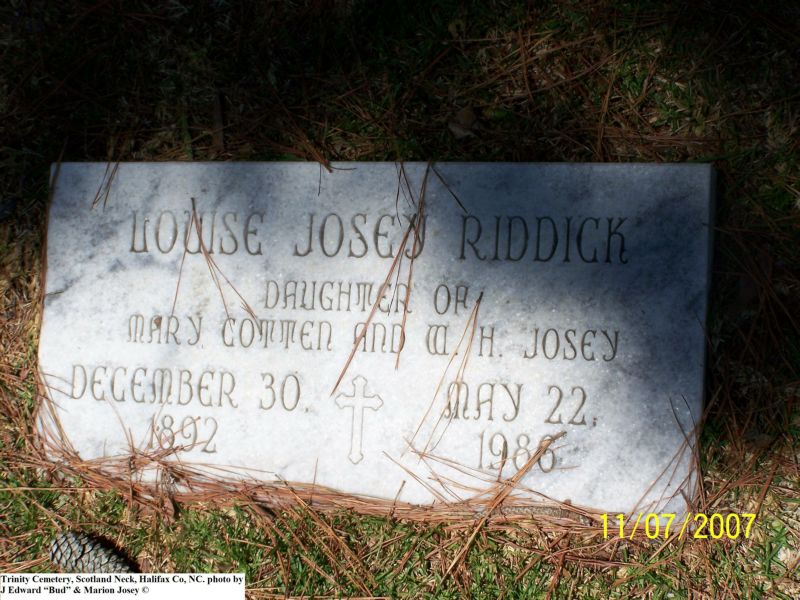 LOUISE JOSEY RIDDICK
DAUGHTER OF
MARY COTTEN AND W. H. JOSEY
DECEMBER 30, MAY 22,
1892 1986
11/07/2007
Trinity Cemetery, Scotland Neck, Halifax Co, NC. photo by
J Edward “Bud” & Marion Josey ©